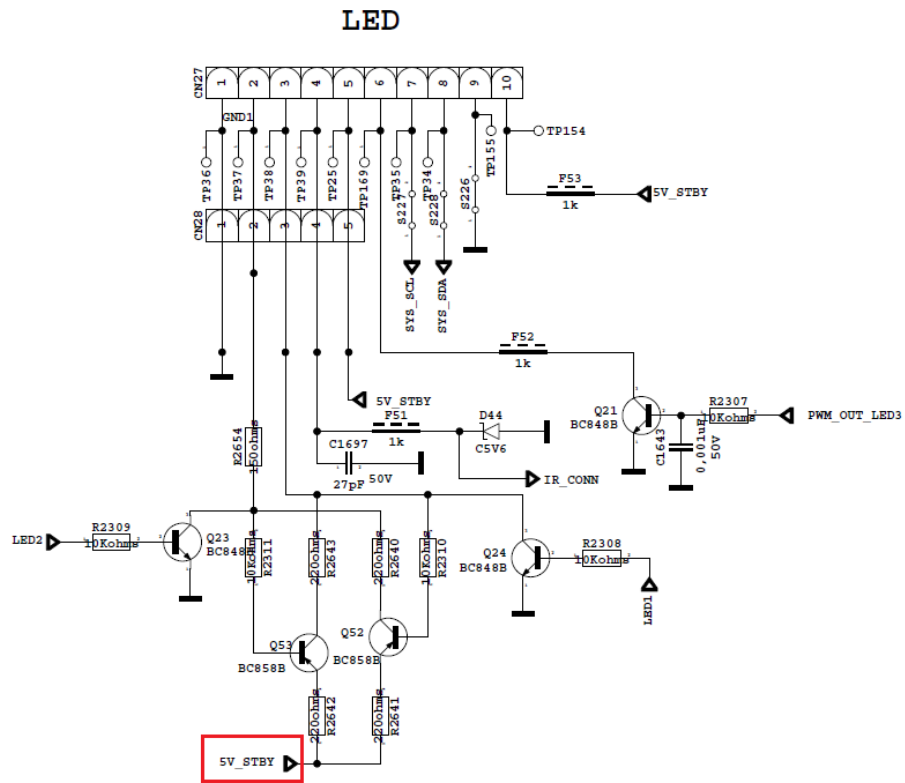 LED
CN27
1 2 3 4 5 6 7 8 9 10
GND1
TP36
TP37
TP38
TP39
TP25
TP169
TP35
TP34
TP155
TP154
S227
S228
S226
F53
1k
5V_STBY
CN28
1 2 3 4 5
SYS_SCL
SYS_SDA
F52
1k
5V_STBY
F51
1k
D44
C5V6
Q21
BC848B
R2307
10Kohms
PWM_OUT_LED3
C1643
0,001uF
50V
R2654
150ohms
C1697
27pF
50V
IR_CONN
LED2
R2309
10Kohms
Q23
BC848B
R2311
10Kohms
R2643
220ohms
R2640
220ohms
R2310
10Kohms
Q24
BC848B
R2308
10Kohms
LED1
Q53
BC858B
Q52
BC858B
R2642
220ohms
R2641
220ohms
5V_STBY